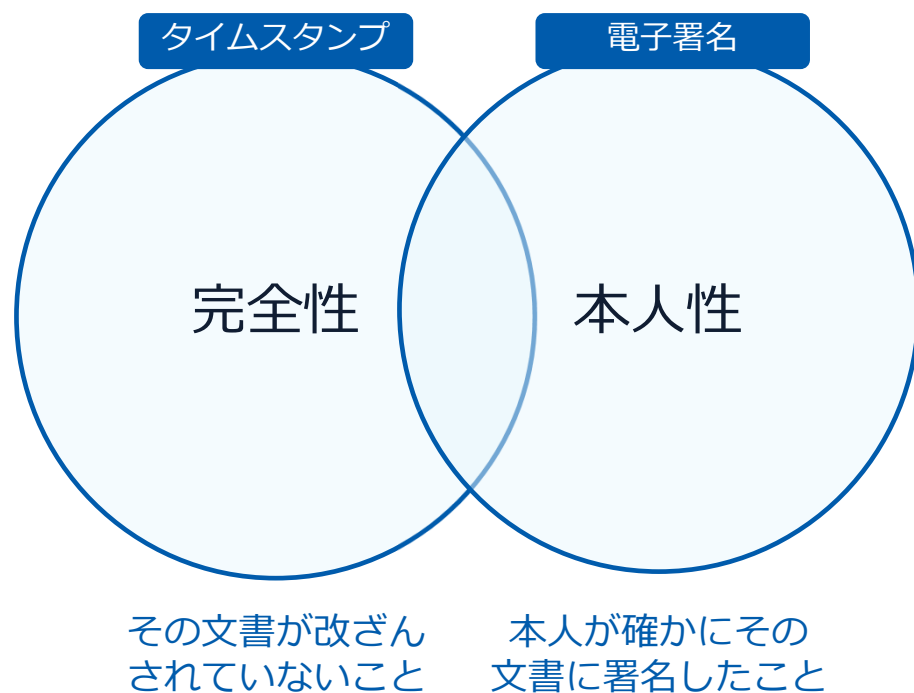 タイムスタンプ
電子署名
完全性
本人性
その文書が改ざん
されていないこと
本人が確かにその
文書に署名したこと